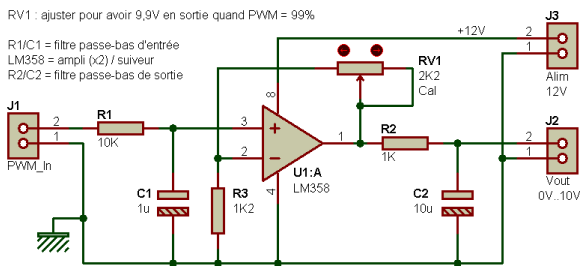 RV1 : ajuster pour avoir 9,9V en sortie quand PWM = 99%
R1/C1 = filtre passe-bas d'entrée
LM358 = ampli (x2) / suiveur
R2/C2 = filtre passe-bas de sortie
+12V
J3
2
1
Alim
12V
RV1
2K2
Cal
8
J1
2
1
PWM_In
R1
10K
3
2
1
4
U1:A
LM358
R2
1K
J2
2
1
Vout
0V..10V
C1
1u
R3
1K2
C2
10u